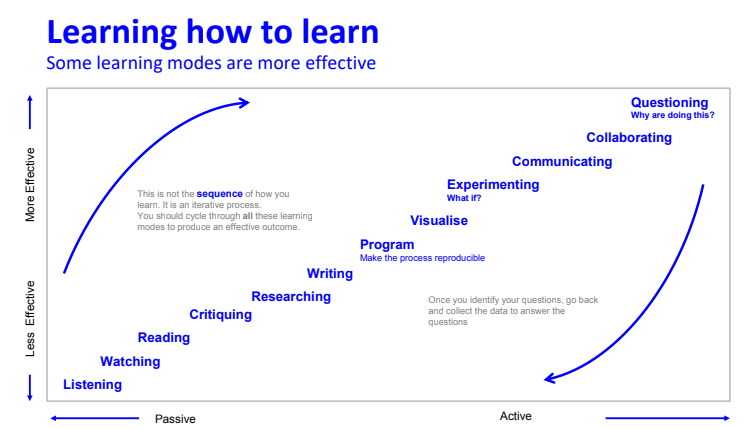 Learning how to learn
Some learning modes are more effective
Questioning
Why are doing this?
Collaborating
Communicating
Experimenting
What if?
This is not the sequence of how you
learn. It is an iterative process.
You should cycle through all these learning
modes to produce an effective outcome.
Visualise
Program
Make the process reproducible
Writing
Researching
Once you identify your questions, go back
and collect the data to answer the
questions
Critiquing
Reading
Watching
Listening
More Effective
Less Effective
Passive
Active